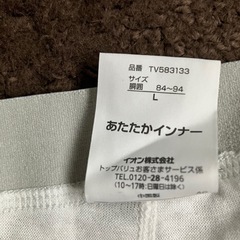 品番 TV583133
サイズ
胴囲 84~94
L
あたたかインナー
イオン株式会社
トップバリュお客さまサービス係
TEL.0120-28-4196
(10~17時:日曜日は除く)